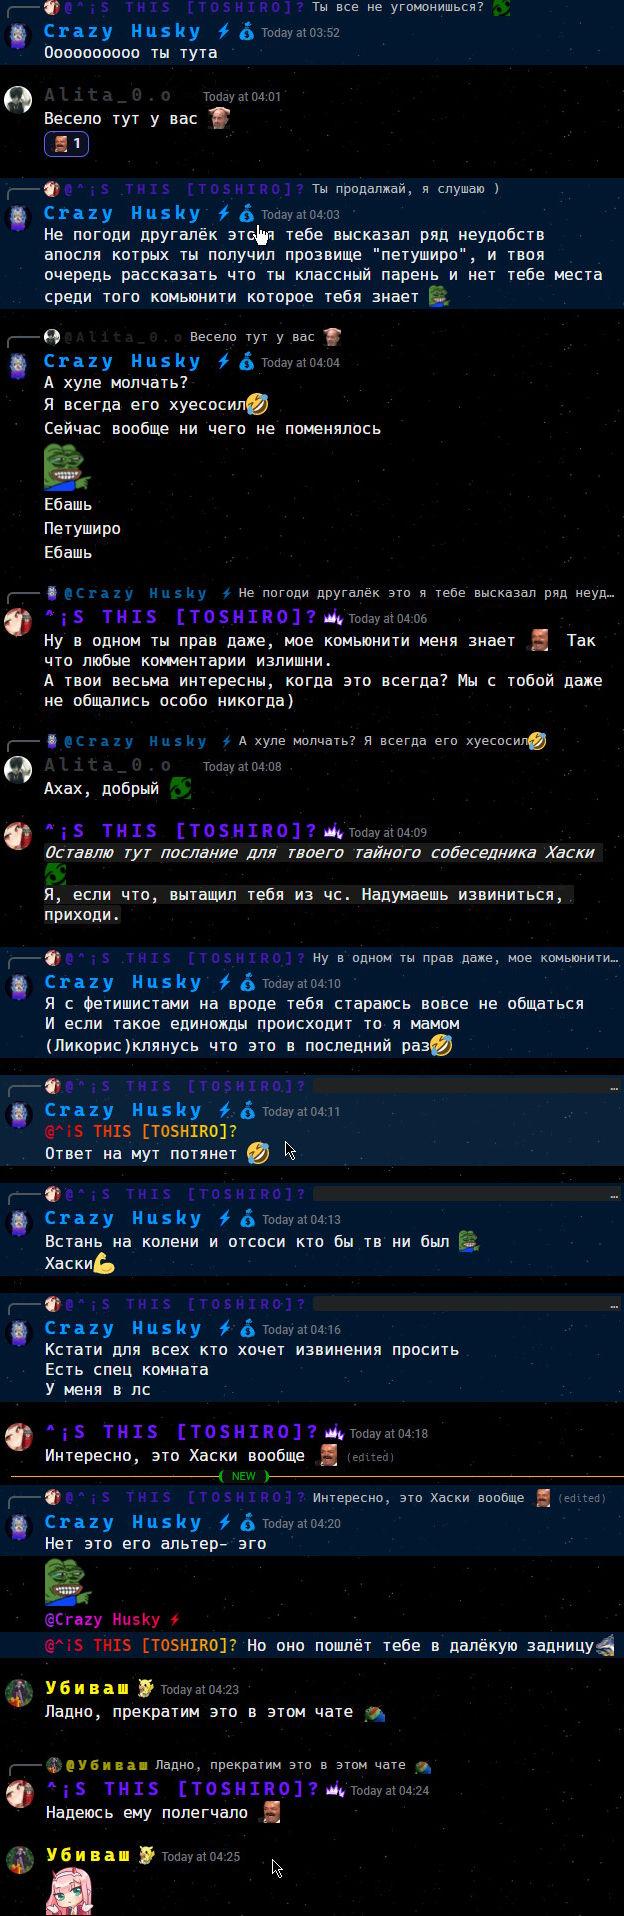 @^¡S THIS [TOSHIRO]? Ты все не угомонишься?
Crazy Husky Today at 03:52
Оооооооооо ты тута
Alita_0.o Today at 04:01
Весело тут у вас
1
@^¡S THIS [TOSHIRO]? Ты продалжай, я слушаю )
Crazy Husky Today at 04:03
Не погоди другалёк это я тебе высказал ряд неудобств
апосля котрых ты получил прозвище "петуширо", и твоя
очередь рассказать что ты классный парень и нет тебе места
среди того комьюнити которое тебя знает
@Alita_0.o Весело тут у вас
Crazy Husky Today at 04:04
А хуле молчать?
Я всегда его хуесосил🤣
Сейчас вообще ни чего не поменялось
Ебашь
Петуширо
Ебашь
@Crazy Husky Не погоди другалёк это я тебе высказал ряд неуд…
^¡S THIS [TOSHIRO]? Today at 04:06
Ну в одном ты прав даже, мое комьюнити меня знает Так
что любые комментарии излишни.
А твои весьма интересны, когда это всегда? Мы с тобой даже
не общались особо никогда)
@Crazy Husky А хуле молчать? Я всегда его хуесосил🤣
Alita_0.o Today at 04:08
Ахах, добрый
^¡S THIS [TOSHIRO]? Today at 04:09
Оставлю тут послание для твоего тайного собеседника Хаски
Я, если что, вытащил тебя из чс. Надумаешь извиниться,
приходи.
@^¡S THIS [TOSHIRO]? Ну в одном ты прав даже, мое комьюнити…
Crazy Husky Today at 04:10
Я с фетишистами на вроде тебя стараюсь вовсе не общаться
И если такое единожды происходит то я мамом
(Ликорис)клянусь что это в последний раз🤣
@^¡S THIS [TOSHIRO]? …
Crazy Husky Today at 04:11
@^¡S THIS [TOSHIRO]?
Ответ на мут потянет 🤣
@^¡S THIS [TOSHIRO]? …
Crazy Husky Today at 04:13
Встань на колени и отсоси кто бы тв ни был
Хаски💪
@^¡S THIS [TOSHIRO]? …
Crazy Husky Today at 04:16
Кстати для всех кто хочет извинения просить
Есть спец комната
У меня в лс
^¡S THIS [TOSHIRO]? Today at 04:18
Интересно, это Хаски вообще (edited)
NEW
@^¡S THIS [TOSHIRO]? Интересно, это Хаски вообще (edited)
Crazy Husky Today at 04:20
Нет это его альтер- эго
@Crazy Husky
@^¡S THIS [TOSHIRO]? Но оно пошлёт тебе в далёкую задницу
Убиваш Today at 04:23
Ладно, прекратим это в этом чате
@Убиваш Ладно, прекратим это в этом чате
^¡S THIS [TOSHIRO]? Today at 04:24
Надеюсь ему полегчало
Убиваш Today at 04:25